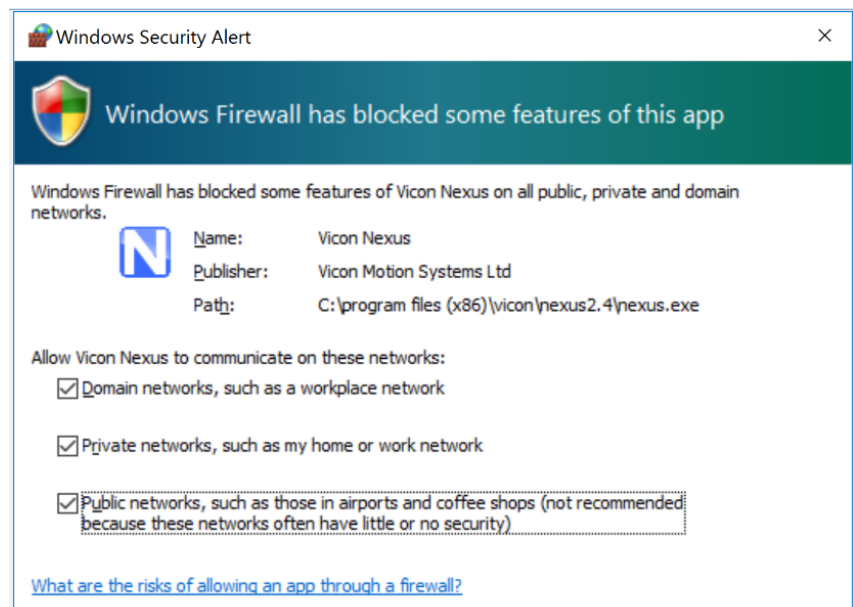 Windows Security Alert
Windows Firewall has blocked some features of this app
Windows Firewall has blocked some features of Vicon Nexus on all public, private and domain
networks.
N
Name: Vicon Nexus
Publisher: Vicon Motion Systems Ltd
Path: C:\program files (x86)\vicon\nexus2.4\nexus.exe
Allow Vicon Nexus to communicate on these networks:
Domain networks, such as a workplace network
Private networks, such as my home or work network
Public networks, such as those in airports and coffee shops (not recommended
because these networks often have little or no security)
What are the risks of allowing an app through a firewall?